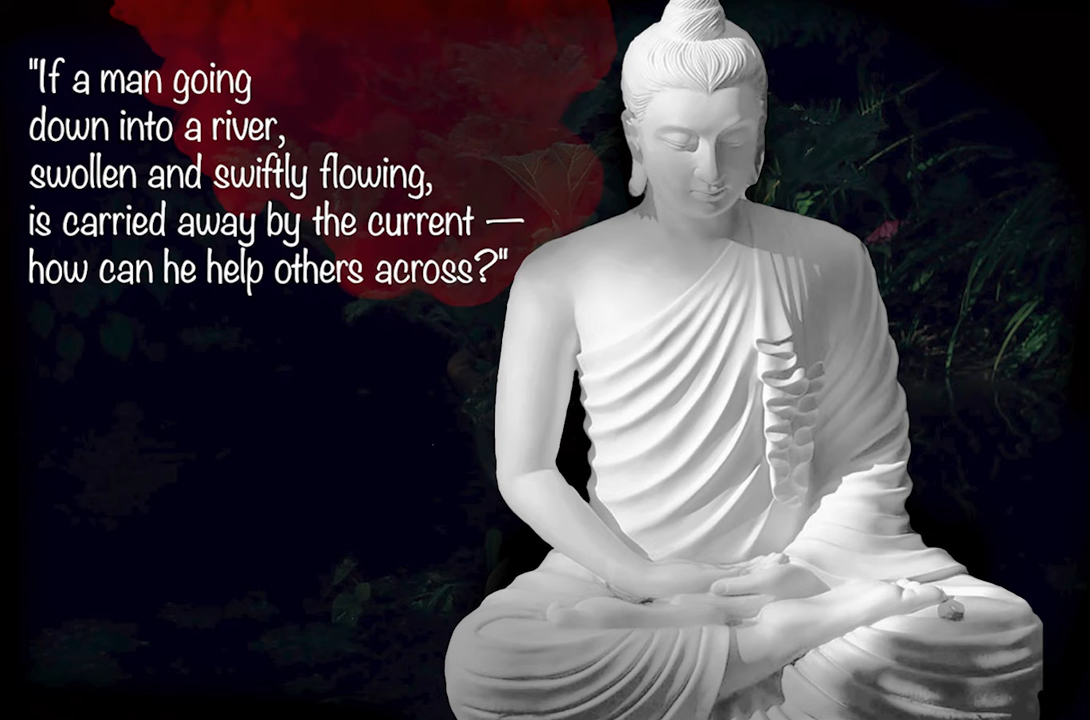 "If a man going
down into a river,
swollen and swiftly flowing,
is carried away by the current —
how can he help others across?"